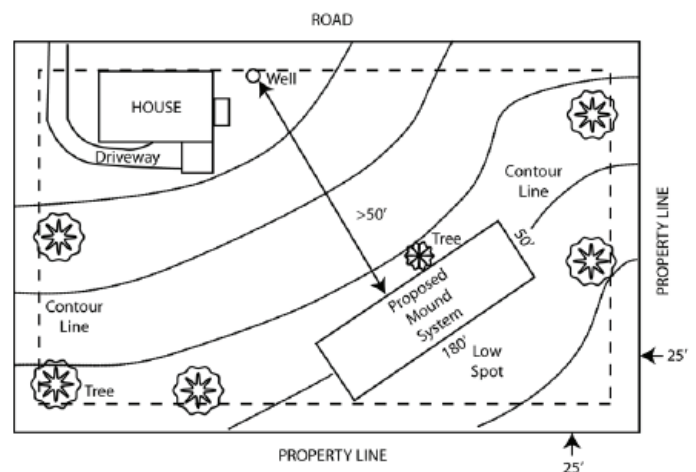 ROAD
Well
HOUSE
Driveway
>50'
Contour
Line
Tree
50'
Proposed
Mound
System
180'
Low
Spot
Contour
Line
Tree
PROPERTY LINE
25'
PROPERTY LINE
25'